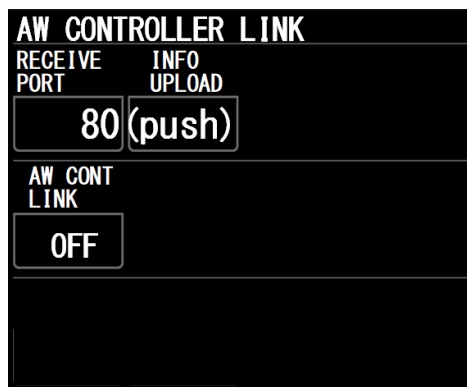 AW CONTROLLER LINK
RECEIVE PORT
INFO UPLOAD
80
(push)
AW CONT
LINK
OFF